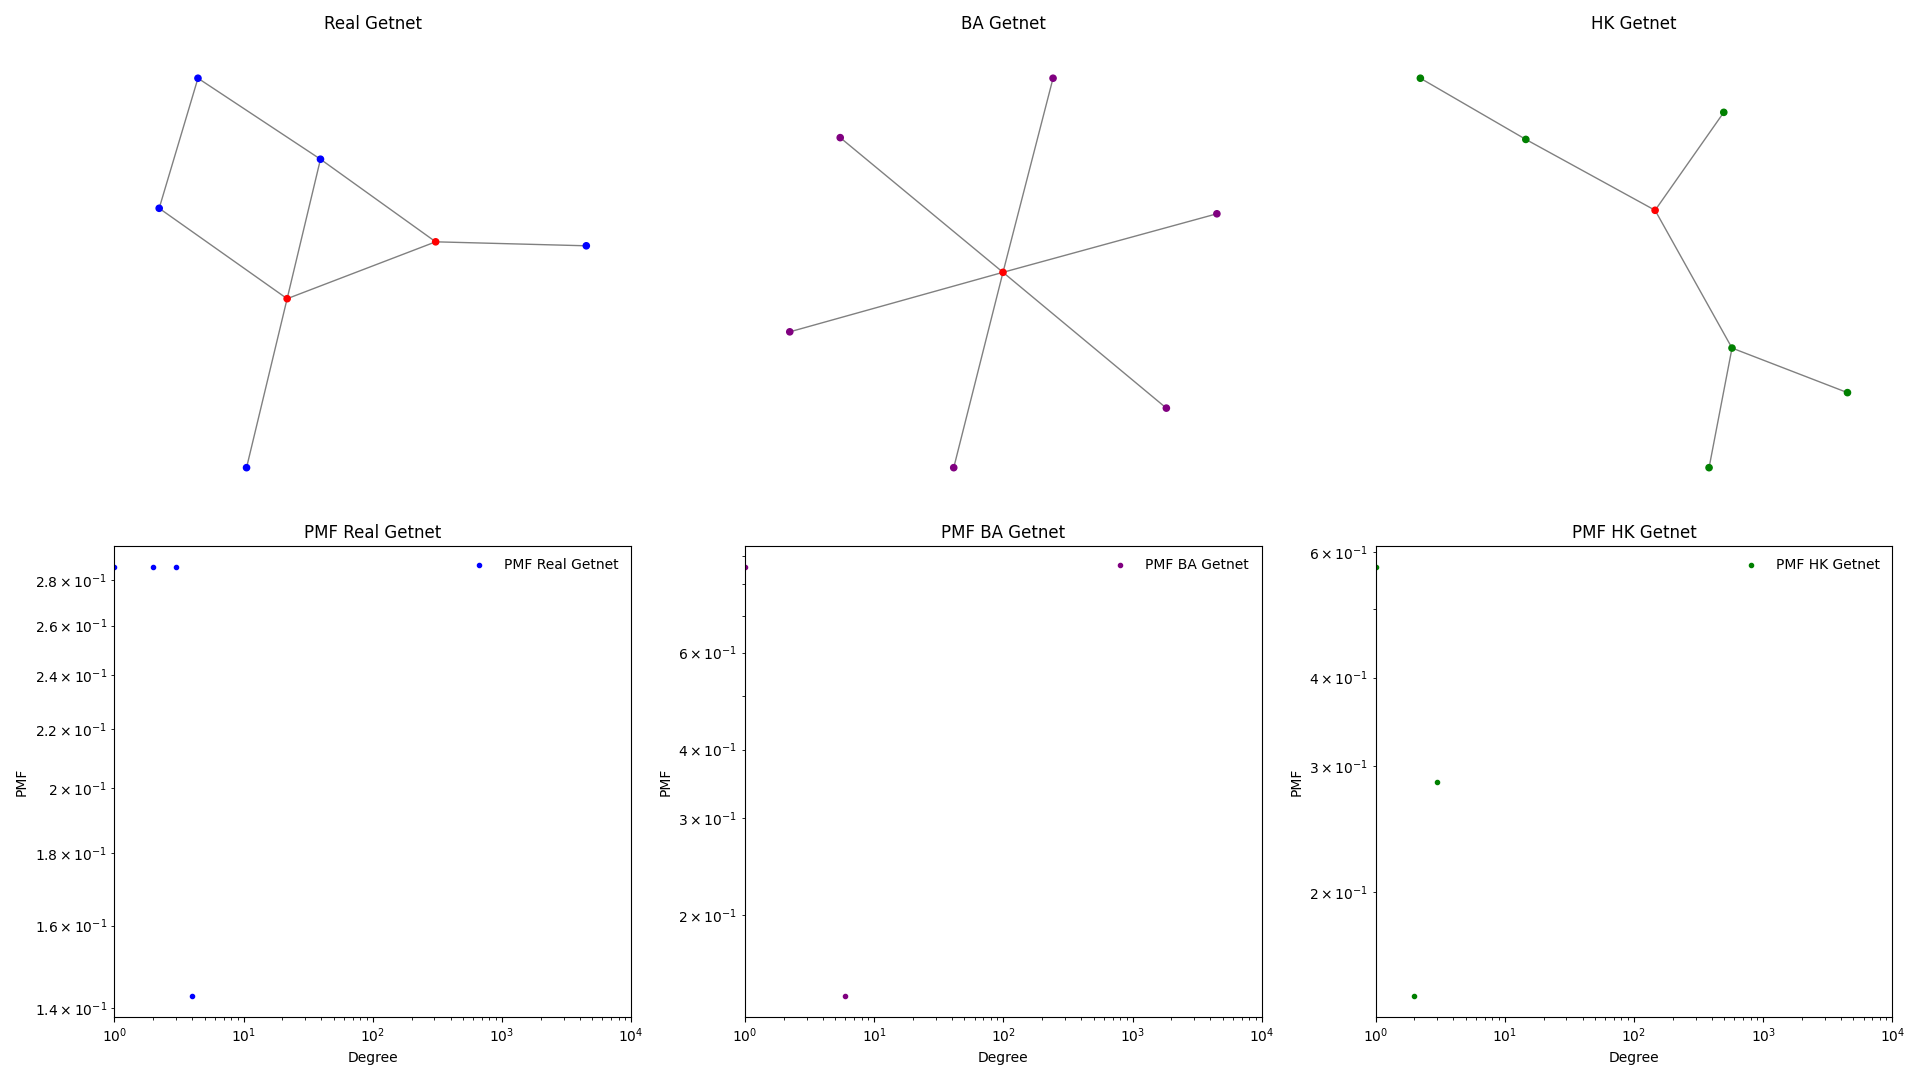 Real Getnet
BA Getnet
HK Getnet
PMF Real Getnet
PMF Real Getnet
2.8 × 10⁻¹
2.6 × 10⁻¹
2.4 × 10⁻¹
2.2 × 10⁻¹
2 × 10⁻¹
1.8 × 10⁻¹
1.6 × 10⁻¹
1.4 × 10⁻¹
PMF
10⁰ 10¹ 10² 10³ 10⁴
Degree
PMF BA Getnet
PMF BA Getnet
6 × 10⁻¹
4 × 10⁻¹
3 × 10⁻¹
2 × 10⁻¹
PMF
10⁰ 10¹ 10² 10³ 10⁴
Degree
PMF HK Getnet
PMF HK Getnet
6 × 10⁻¹
4 × 10⁻¹
3 × 10⁻¹
2 × 10⁻¹
PMF
10⁰ 10¹ 10² 10³ 10⁴
Degree